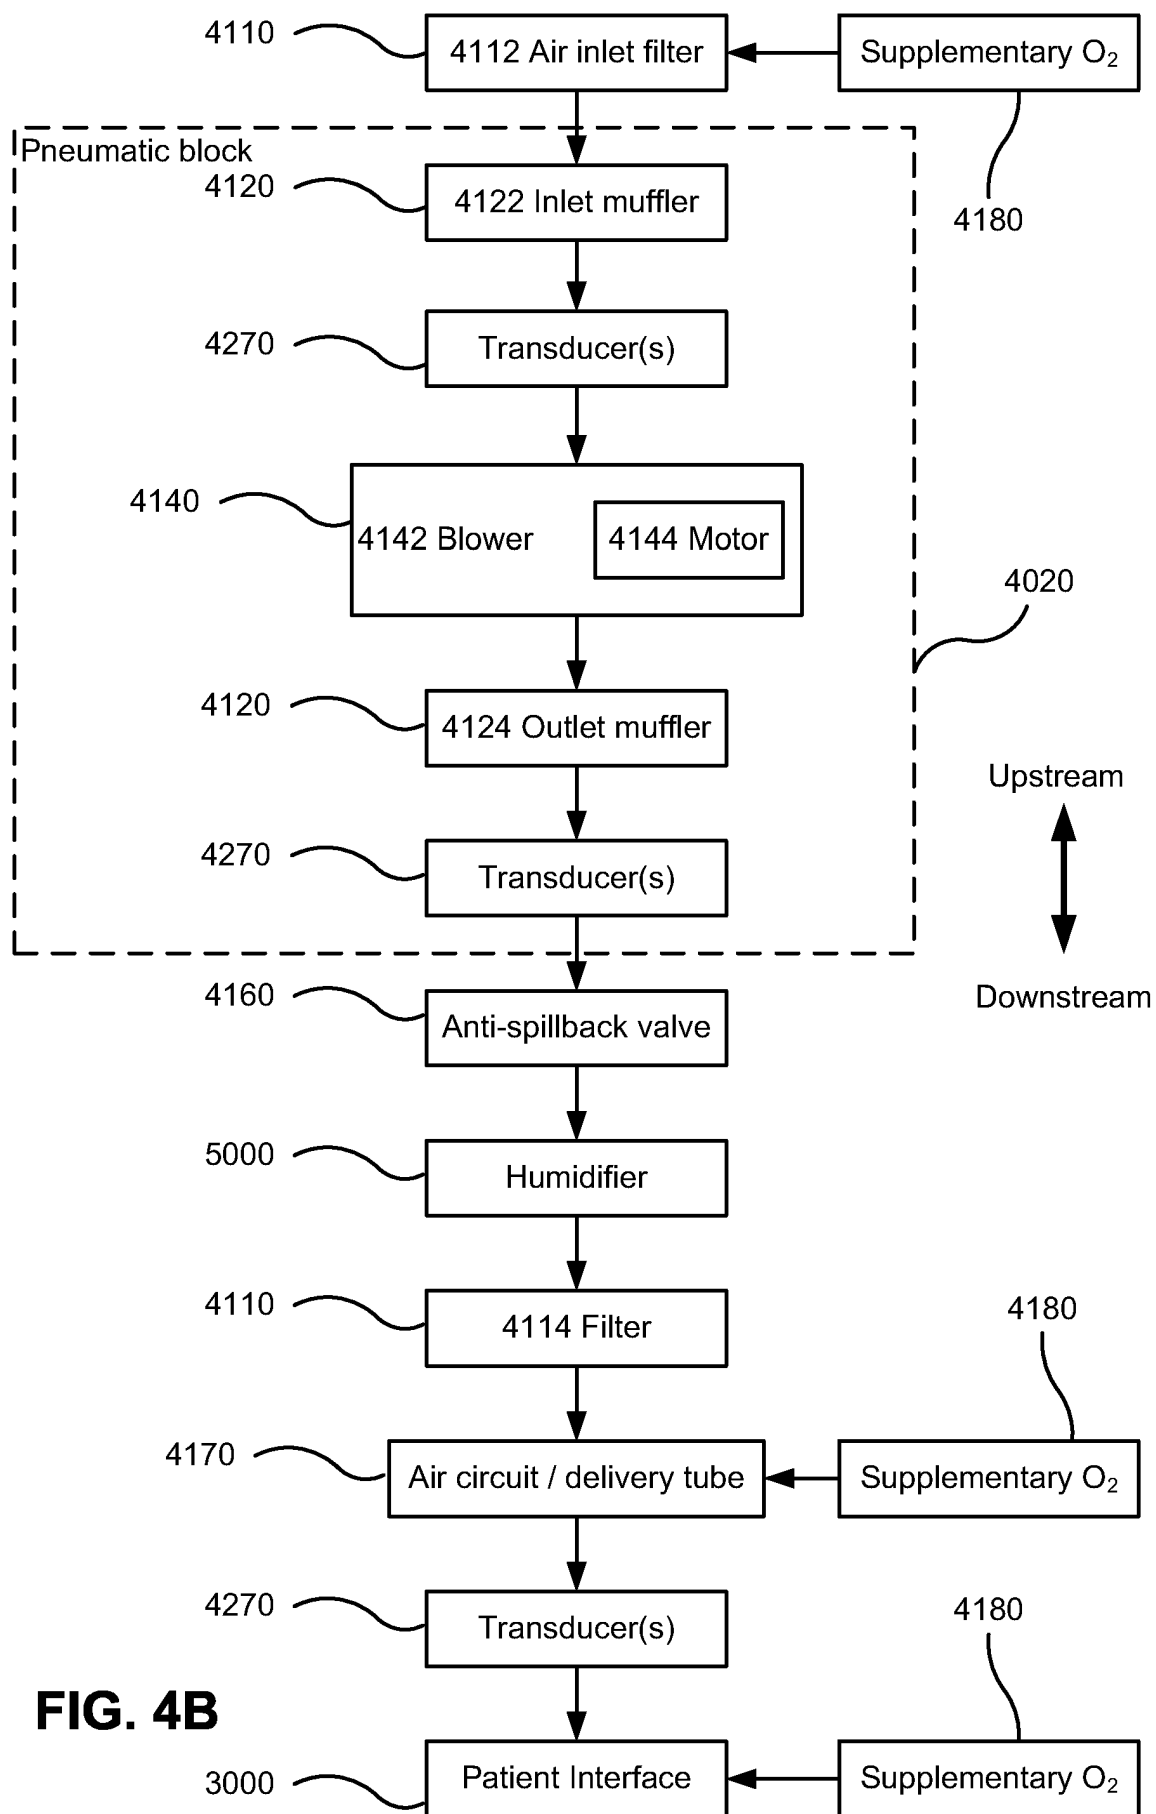 4110
4112 Air inlet filter
Supplementary O₂
4180
Pneumatic block
4120
4122 Inlet muffler
4270
Transducer(s)
4140
4142 Blower
4144 Motor
4020
4120
4124 Outlet muffler
Upstream
4270
Transducer(s)
Downstream
4160
Anti-spillback valve
5000
Humidifier
4110
4114 Filter
4180
4170
Air circuit / delivery tube
Supplementary O₂
4270
Transducer(s)
4180
FIG. 4B
3000
Patient Interface
Supplementary O₂